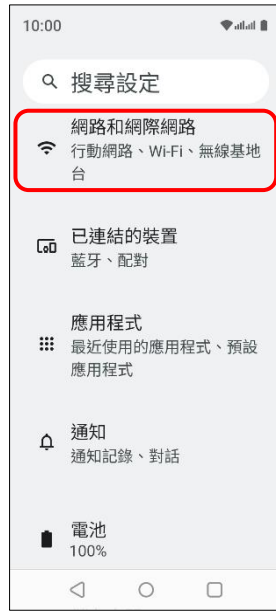 10:00
搜尋設定
網路和網際網路
行動網路、Wi-Fi、無線基地
台
已連結的裝置
藍牙、配對
應用程式
最近使用的應用程式、預設
應用程式
通知
通知記錄、對話
電池
100%